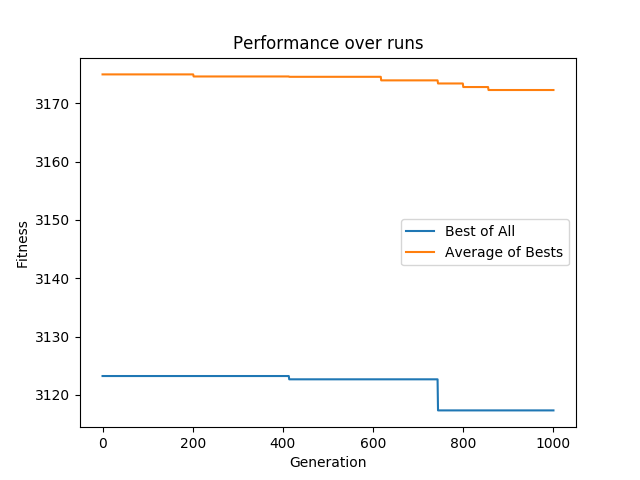 Performance over runs
3170
3160
3150
3140
3130
3120
Fitness
Best of All
Average of Bests
0 200 400 600 800 1000
Generation